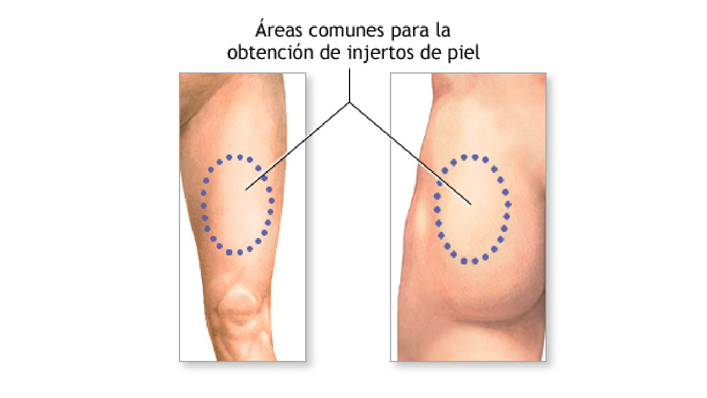 Áreas comunes para la
obtención de injertos de piel